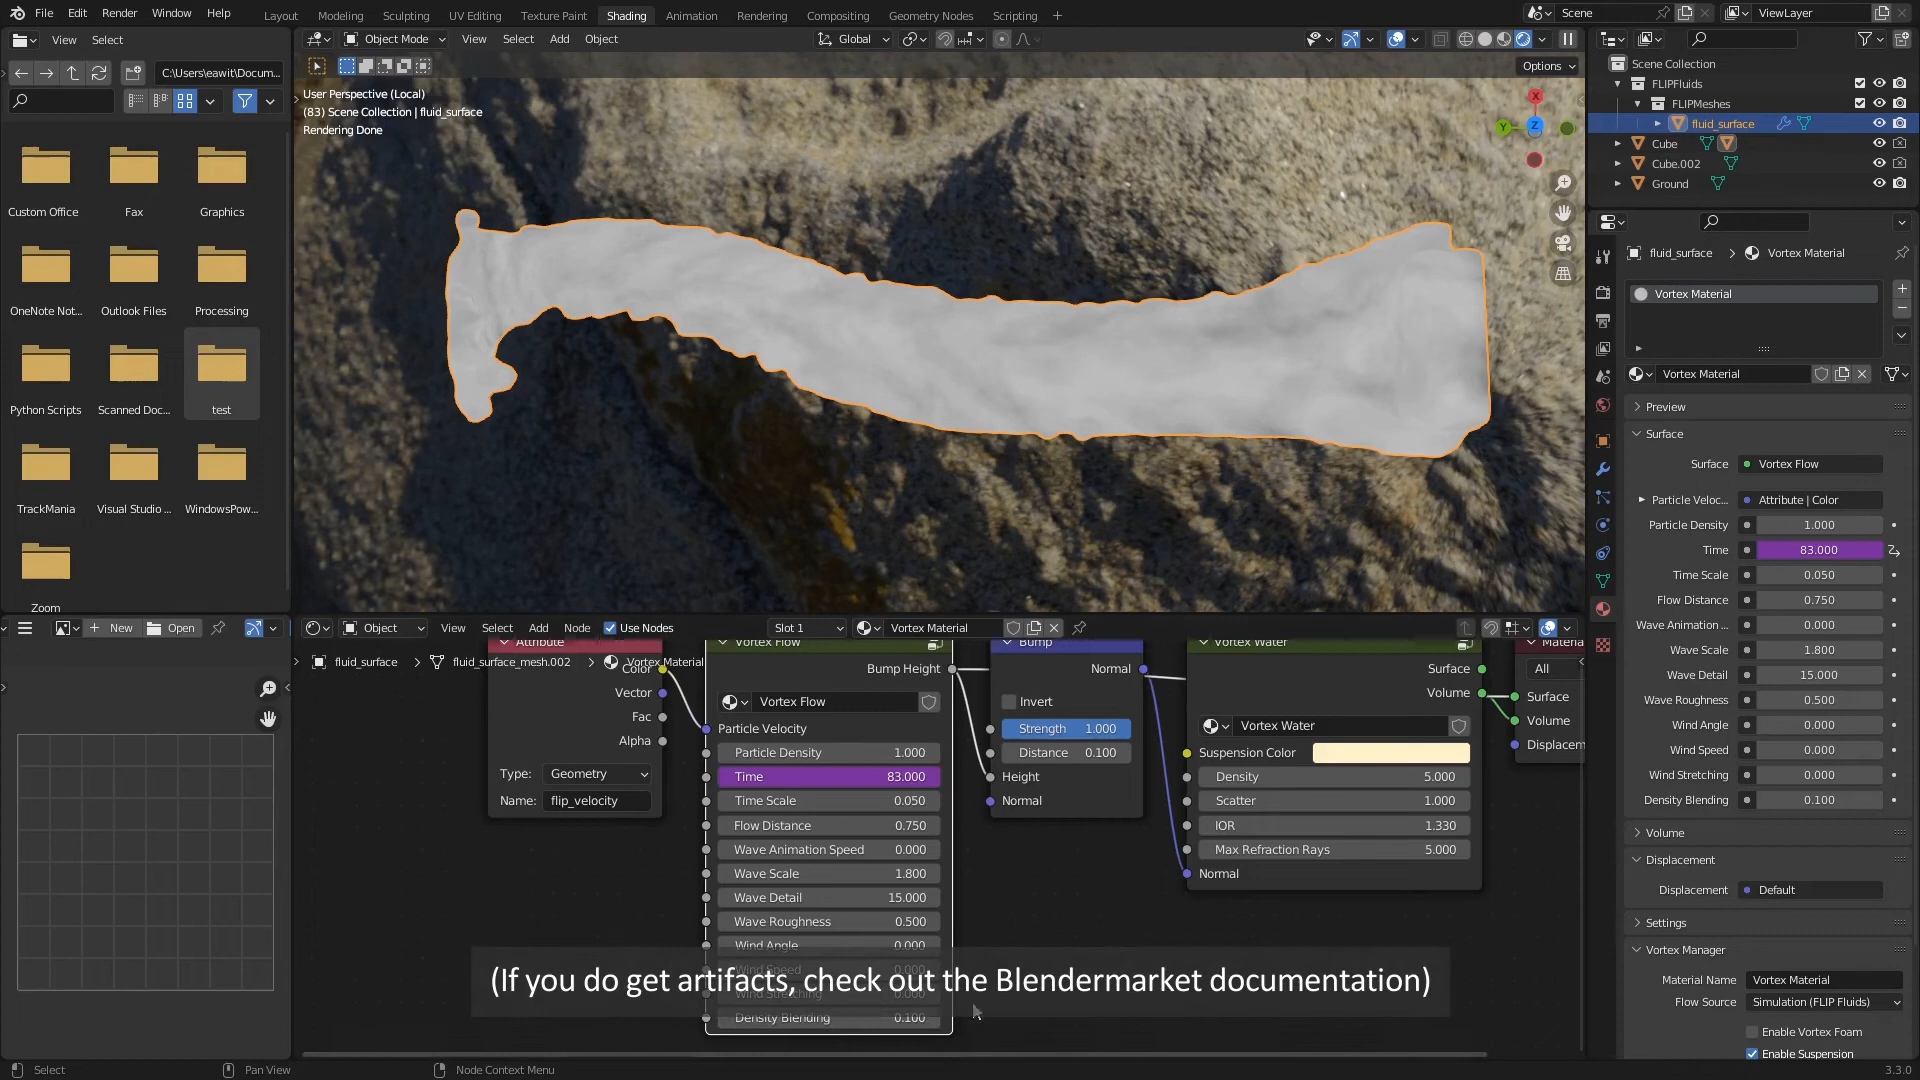 File Edit Render Window Help
Layout Modeling Sculpting UV Editing Texture Paint Shading Animation Rendering Compositing Geometry Nodes Scripting +
Scene
ViewLayer
View Select
C:\Users\eawit\Docum...
Custom Office Fax Graphics
OneNote Not... Outlook Files Processing
Python Scripts Scanned Doc... test
TrackMania Visual Studio ... WindowsPow...
Zoom
Object Mode View Select Add Object Global
Options
User Perspective (Local)
(83) Scene Collection | fluid_surface
Rendering Done
X
Y
Z
Scene Collection
FLIPFluids
FLIPMeshes
fluid_surface
Cube
Cube.002
Ground
fluid_surface > Vortex Material
Vortex Material
Vortex Material
Preview
Surface
Surface Vortex Flow
Particle Veloc... Attribute | Color
Particle Density 1.000
Time 83.000
Time Scale 0.050
Flow Distance 0.750
Wave Animation ... 0.000
Wave Scale 1.800
Wave Detail 15.000
Wave Roughness 0.500
Wind Angle 0.000
Wind Speed 0.000
Wind Stretching 0.000
Density Blending 0.100
Volume
Displacement
Displacement Default
Settings
Vortex Manager
Material Name Vortex Material
Flow Source Simulation (FLIP Fluids)
Enable Vortex Foam
Enable Suspension
+ New Open
Object View Select Add Node Use Nodes Slot 1 Vortex Material
fluid_surface > fluid_surface_mesh.002 > Vortex Material
Attribute
Color
Vector
Fac
Alpha
Type: Geometry
Name: flip_velocity
Vortex Flow
Bump Height
Vortex Flow
Particle Velocity
Particle Density 1.000
Time 83.000
Time Scale 0.050
Flow Distance 0.750
Wave Animation Speed 0.000
Wave Scale 1.800
Wave Detail 15.000
Wave Roughness 0.500
Wind Angle 0.000
Wind Speed 0.000
Wind Stretching 0.000
Density Blending 0.100
Bump
Normal
Invert
Strength 1.000
Distance 0.100
Height
Normal
Vortex Water
Surface
Volume
Vortex Water
Suspension Color
Density 5.000
Scatter 1.000
IOR 1.330
Max Refraction Rays 5.000
Normal
Materia
All
Surface
Volume
Displacem
(If you do get artifacts, check out the Blendermarket documentation)
Select Pan View Node Context Menu
3.3.0